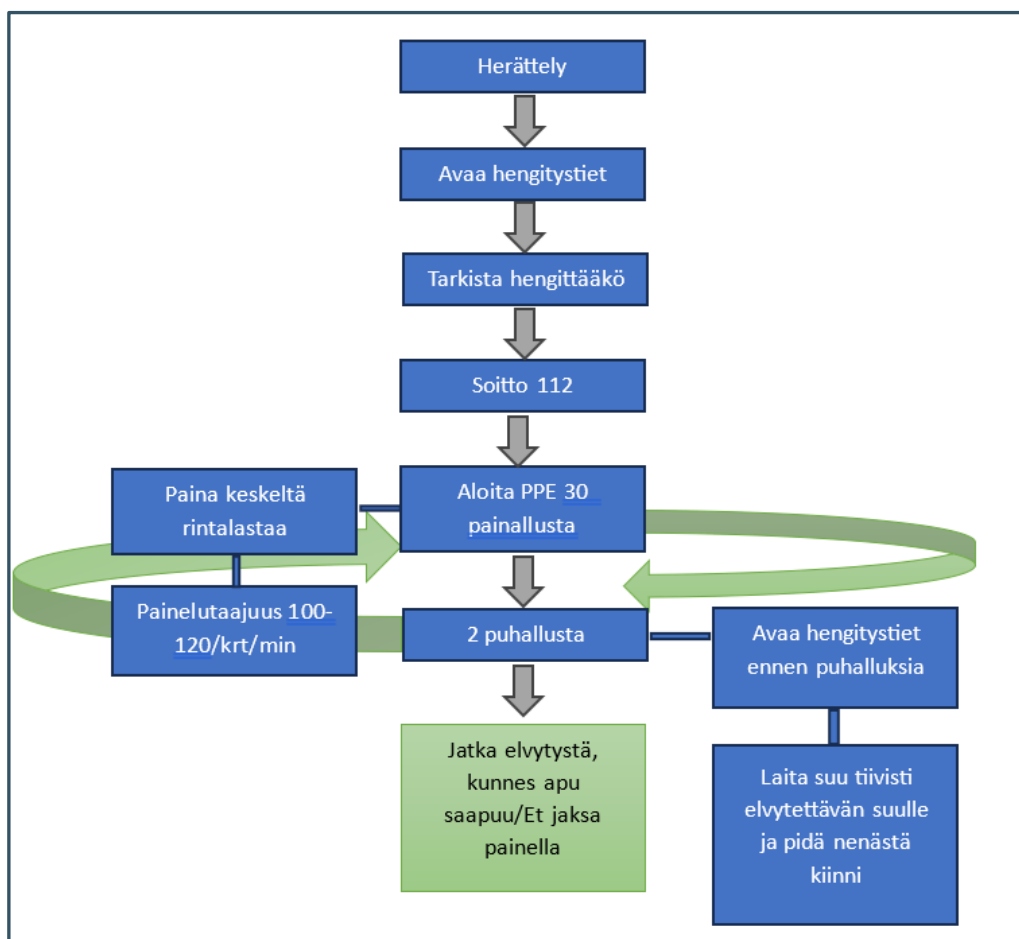 Herättely
Avaa hengitystiet
Tarkista hengittääkö
Soitto 112
Paina keskeltä
rintalastaa
Aloita PPE 30
painallusta
Painelutaajuus 100-
120/krt/min
2 puhallusta
Avaa hengitystiet
ennen puhalluksia
Jatka elvytystä,
kunnes apu
saapuu/Et jaksa
painella
Laita suu tiivisti
elvytettävän suulle
ja pidä nenästä
kiinni